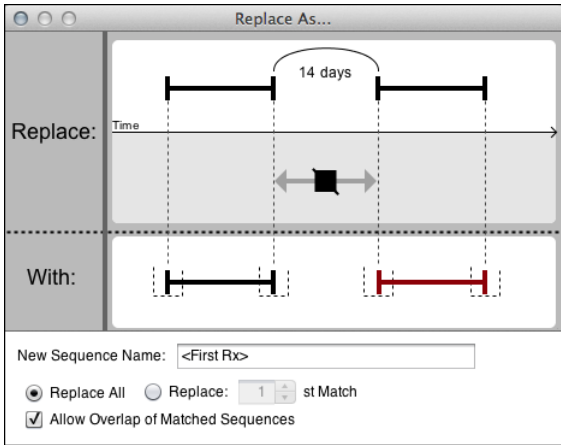 Replace As...
14 days
Time
Replace:
With:
New Sequence Name: <First Rx>
Replace All Replace: 1 st Match
Allow Overlap of Matched Sequences